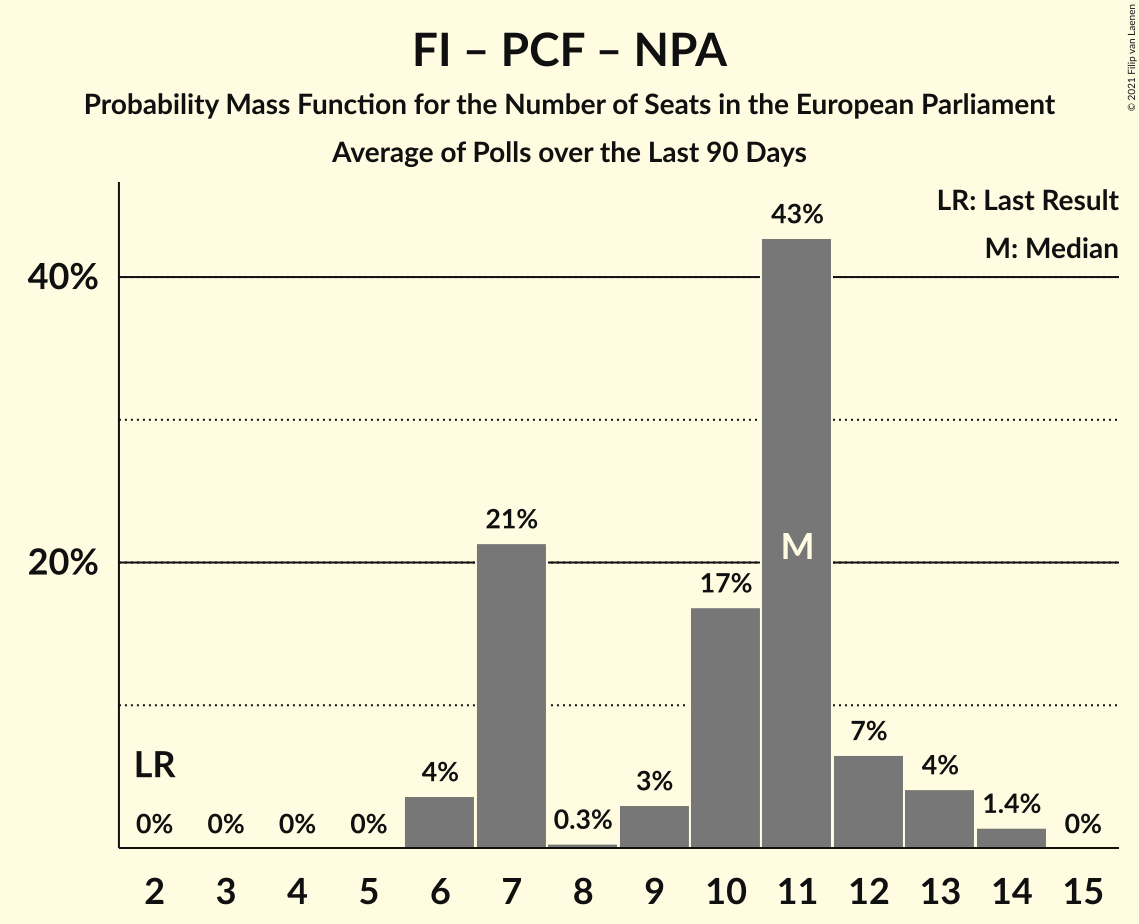 FI – PCF – NPA
Probability Mass Function for the Number of Seats in the European Parliament
Average of Polls over the Last 90 Days
© 2021 Filip van Laenen
LR: Last Result
M: Median
43%
40%
21%
M
20%
17%
LR
7%
4%
4%
3%
1.4%
0.3%
0% 0% 0% 0% 0%
2 3 4 5 6 7 8 9 10 11 12 13 14 15